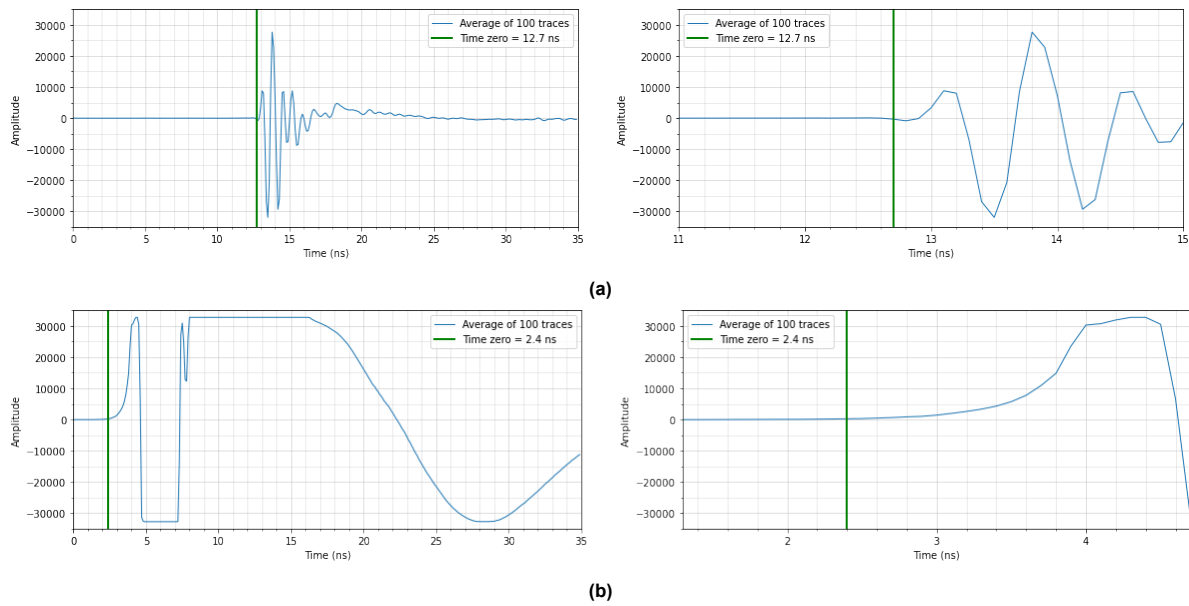 Average of 100 traces
Time zero = 12.7 ns
30000
20000
10000
0
−10000
−20000
−30000
Amplitude
0 5 10 15 20 25 30 35
Time (ns)
Average of 100 traces
Time zero = 12.7 ns
30000
20000
10000
0
−10000
−20000
−30000
Amplitude
11 12 13 14 15
Time (ns)
(a)
Average of 100 traces
Time zero = 2.4 ns
30000
20000
10000
0
−10000
−20000
−30000
Amplitude
0 5 10 15 20 25 30 35
Time (ns)
Average of 100 traces
Time zero = 2.4 ns
30000
20000
10000
0
−10000
−20000
−30000
Amplitude
2 3 4
Time (ns)
(b)